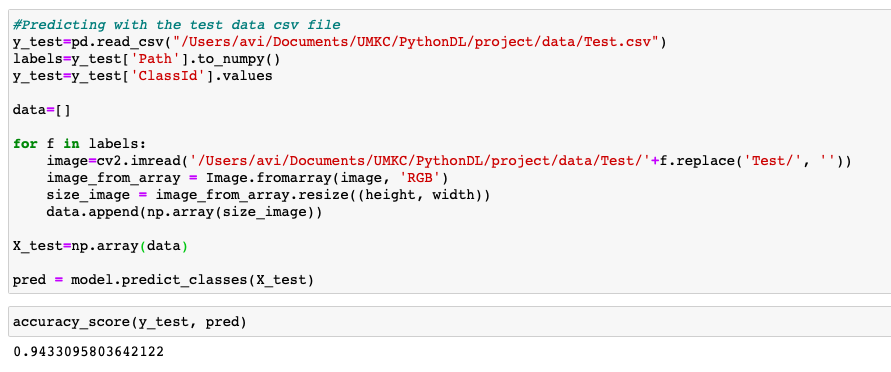 #Predicting with the test data csv file
y_test=pd.read_csv("/Users/avi/Documents/UMKC/PythonDL/project/data/Test.csv")
labels=y_test['Path'].to_numpy()
y_test=y_test['ClassId'].values

data=[]

for f in labels:
    image=cv2.imread('/Users/avi/Documents/UMKC/PythonDL/project/data/Test/'+f.replace('Test/', ''))
    image_from_array = Image.fromarray(image, 'RGB')
    size_image = image_from_array.resize((height, width))
    data.append(np.array(size_image))

X_test=np.array(data)

pred = model.predict_classes(X_test)

accuracy_score(y_test, pred)

0.9433095803642122